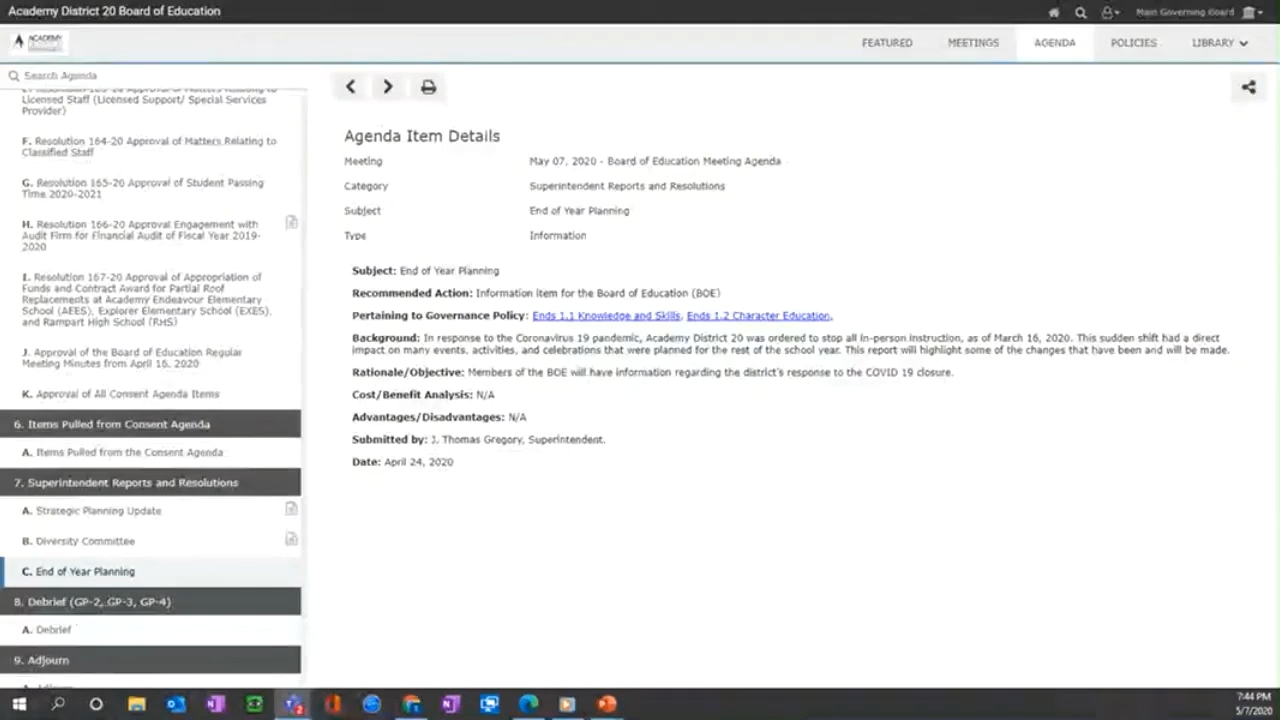 Academy District 20 Board of Education
Main Governing Board
ACADEMY
FEATURED
MEETINGS
AGENDA
POLICIES
LIBRARY
Search Agenda
Licensed Staff (Licensed Support/ Special Services
Provider)
F. Resolution 164-20 Approval of Matters Relating to
Classified Staff
G. Resolution 165-20 Approval of Student Passing
Time 2020-2021
H. Resolution 166-20 Approval Engagement with
Audit Firm for Financial Audit of Fiscal Year 2019-
2020
I. Resolution 167-20 Approval of Appropriation of
Funds and Contract Award for Partial Roof
Replacements at Academy Endeavour Elementary
School (AEES), Explorer Elementary School (EXES),
and Rampart High School (RHS)
J. Approval of the Board of Education Regular
Meeting Minutes from April 16, 2020
K. Approval of All Consent Agenda Items
6. Items Pulled from Consent Agenda
A. Items Pulled from the Consent Agenda
7. Superintendent Reports and Resolutions
A. Strategic Planning Update
B. Diversity Committee
C. End of Year Planning
8. Debrief (GP-2, GP-3, GP-4)
A. Debrief
9. Adjourn
Agenda Item Details
Meeting May 07, 2020 - Board of Education Meeting Agenda
Category Superintendent Reports and Resolutions
Subject End of Year Planning
Type Information
Subject: End of Year Planning
Recommended Action: Information item for the Board of Education (BOE)
Pertaining to Governance Policy: Ends 1.1 Knowledge and Skills, Ends 1.2 Character Education,
Background: In response to the Coronavirus 19 pandemic, Academy District 20 was ordered to stop all in-person instruction, as of March 16, 2020. This sudden shift had a direct
impact on many events, activities, and celebrations that were planned for the rest of the school year. This report will highlight some of the changes that have been and will be made.
Rationale/Objective: Members of the BOE will have information regarding the district's response to the COVID 19 closure.
Cost/Benefit Analysis: N/A
Advantages/Disadvantages: N/A
Submitted by: J. Thomas Gregory, Superintendent.
Date: April 24, 2020
7:44 PM
5/7/2020